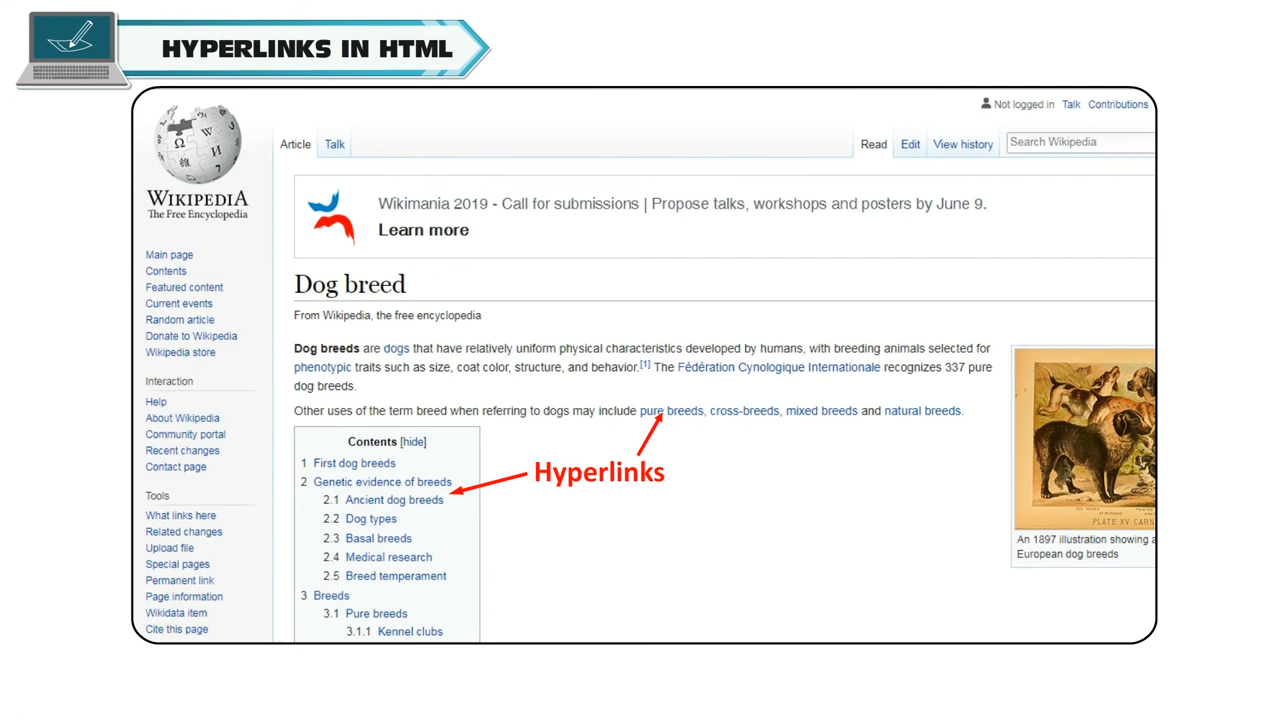 HYPERLINKS IN HTML
Not logged in Talk Contributions
Article Talk
Read Edit View history
Search Wikipedia
WIKIPEDIA
The Free Encyclopedia
Main page
Contents
Featured content
Current events
Random article
Donate to Wikipedia
Wikipedia store
Interaction
Help
About Wikipedia
Community portal
Recent changes
Contact page
Tools
What links here
Related changes
Upload file
Special pages
Permanent link
Page information
Wikidata item
Cite this page
Wikimania 2019 - Call for submissions | Propose talks, workshops and posters by June 9.
Learn more
Dog breed
From Wikipedia, the free encyclopedia
Dog breeds are dogs that have relatively uniform physical characteristics developed by humans, with breeding animals selected for
phenotypic traits such as size, coat color, structure, and behavior.[1] The Fédération Cynologique Internationale recognizes 337 pure
dog breeds.
Other uses of the term breed when referring to dogs may include pure breeds, cross-breeds, mixed breeds and natural breeds.
Contents [hide]
1 First dog breeds
2 Genetic evidence of breeds
2.1 Ancient dog breeds
2.2 Dog types
2.3 Basal breeds
2.4 Medical research
2.5 Breed temperament
3 Breeds
3.1 Pure breeds
3.1.1 Kennel clubs
Hyperlinks
PLATE XV CARN
An 1897 illustration showing a
European dog breeds